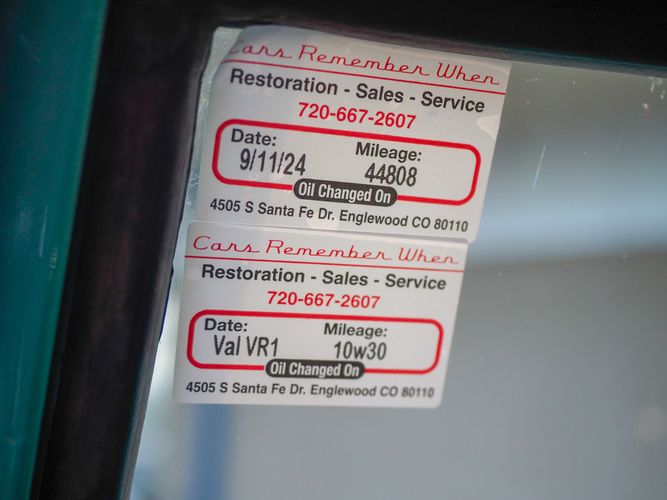 Cars Remember When
Restoration - Sales - Service
720-667-2607
Date: Mileage:
9/11/24 44808
Oil Changed On
4505 S Santa Fe Dr. Englewood CO 80110
Cars Remember When
Restoration - Sales - Service
720-667-2607
Date: Mileage:
Val VR1 10w30
Oil Changed On
4505 S Santa Fe Dr. Englewood CO 80110